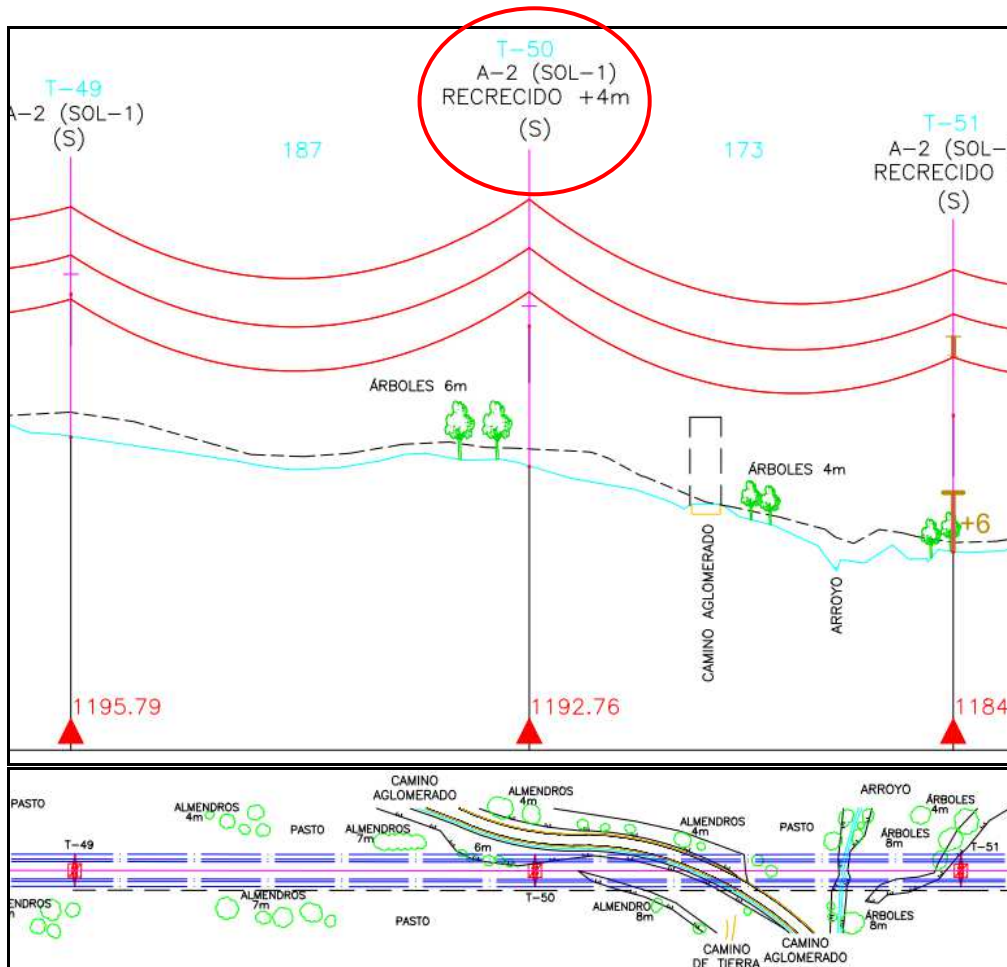 T-50
A-2 (SOL-1)
RECRECIDO +4m
(S)
T-49
A-2 (SOL-1)
(S)
187
173
T-51
A-2 (SOL-
RECRECIDO
(S)
ÁRBOLES 6m
ÁRBOLES 4m
+6
CAMINO AGLOMERADO
ARROYO
1195.79
1192.76
1184
PASTO
ALMENDROS
4m
PASTO
CAMINO
AGLOMERADO
ALMENDROS
4m
ALMENDROS
7m
6m
ALMENDROS
4m
PASTO
ARROYO
ÁRBOLES
4m
ÁRBOLES
8m
T-49
T-50
T-51
ENDROS
ALMENDROS
7m
PASTO
ALMENDRO
8m
CAMINO
DE TIERRA
CAMINO
AGLOMERADO
ÁRBOLES
8m